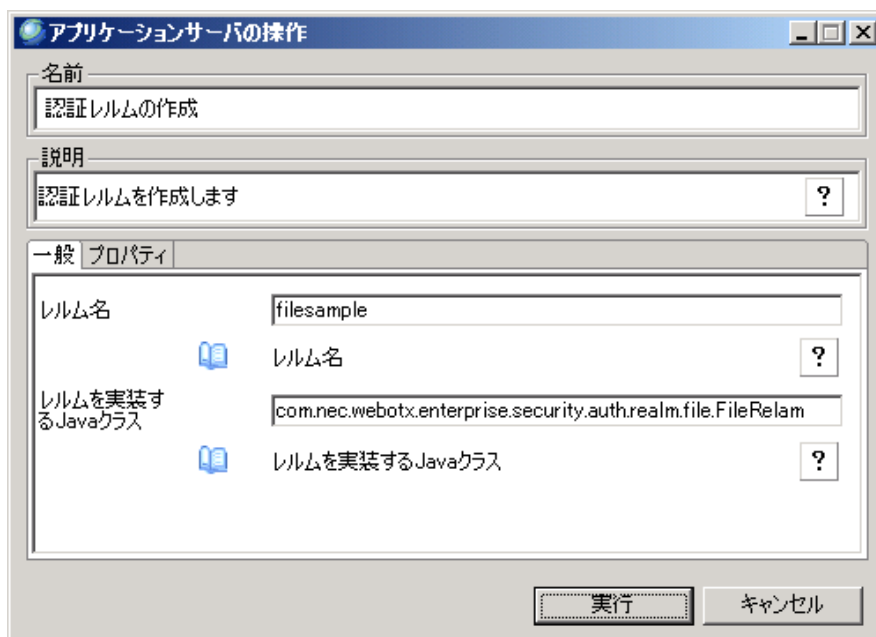 アプリケーションサーバの操作
名前
認証レルムの作成
説明
認証レルムを作成します
?
一般 プロパティ
レルム名 filesample
レルム名 ?
レルムを実装す
るJavaクラス com.nec.webotx.enterprise.security.auth.realm.file.FileRelam
レルムを実装するJavaクラス ?
実行 キャンセル